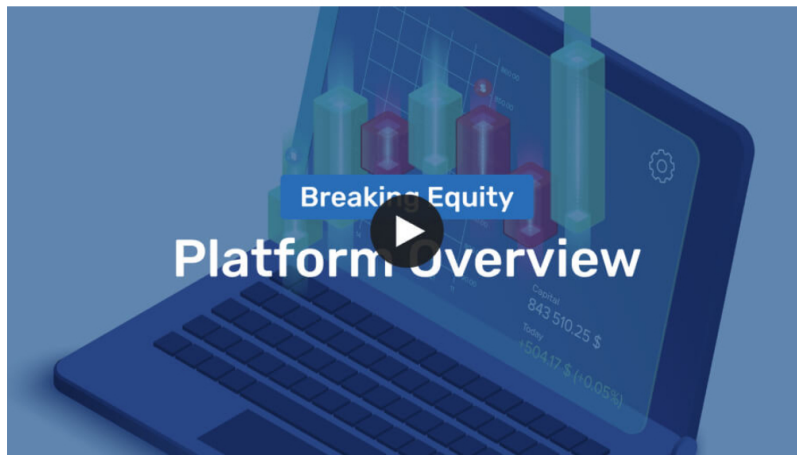 Breaking Equity
Platform Overview
Capital
843 510.25 $
Today
+504.17 $ (+0.05%)